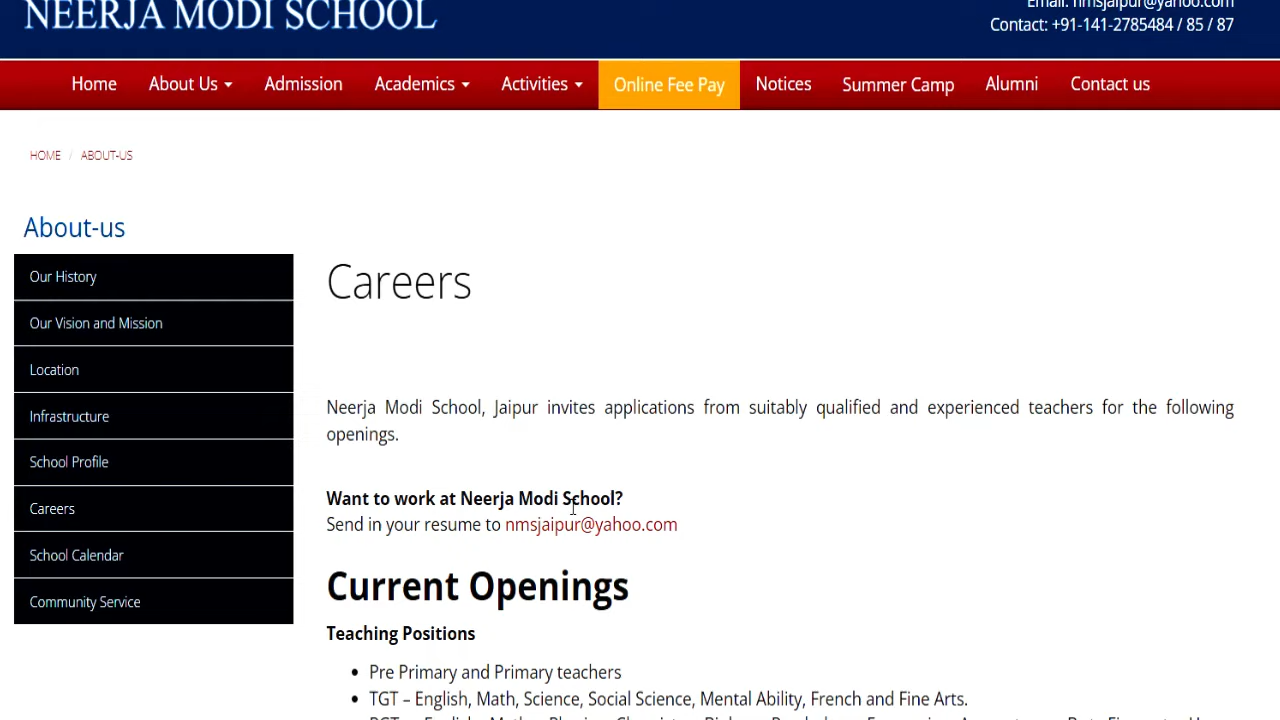 NEERJA MODI SCHOOL
Email: nmsjaipur@yahoo.com
Contact: +91-141-2785484 / 85 / 87
Home About Us Admission Academics Activities Online Fee Pay Notices Summer Camp Alumni Contact us
HOME / ABOUT-US
About-us
Our History
Our Vision and Mission
Location
Infrastructure
School Profile
Careers
School Calendar
Community Service
Careers
Neerja Modi School, Jaipur invites applications from suitably qualified and experienced teachers for the following
openings.
Want to work at Neerja Modi School?
Send in your resume to nmsjaipur@yahoo.com
Current Openings
Teaching Positions
• Pre Primary and Primary teachers
• TGT – English, Math, Science, Social Science, Mental Ability, French and Fine Arts.